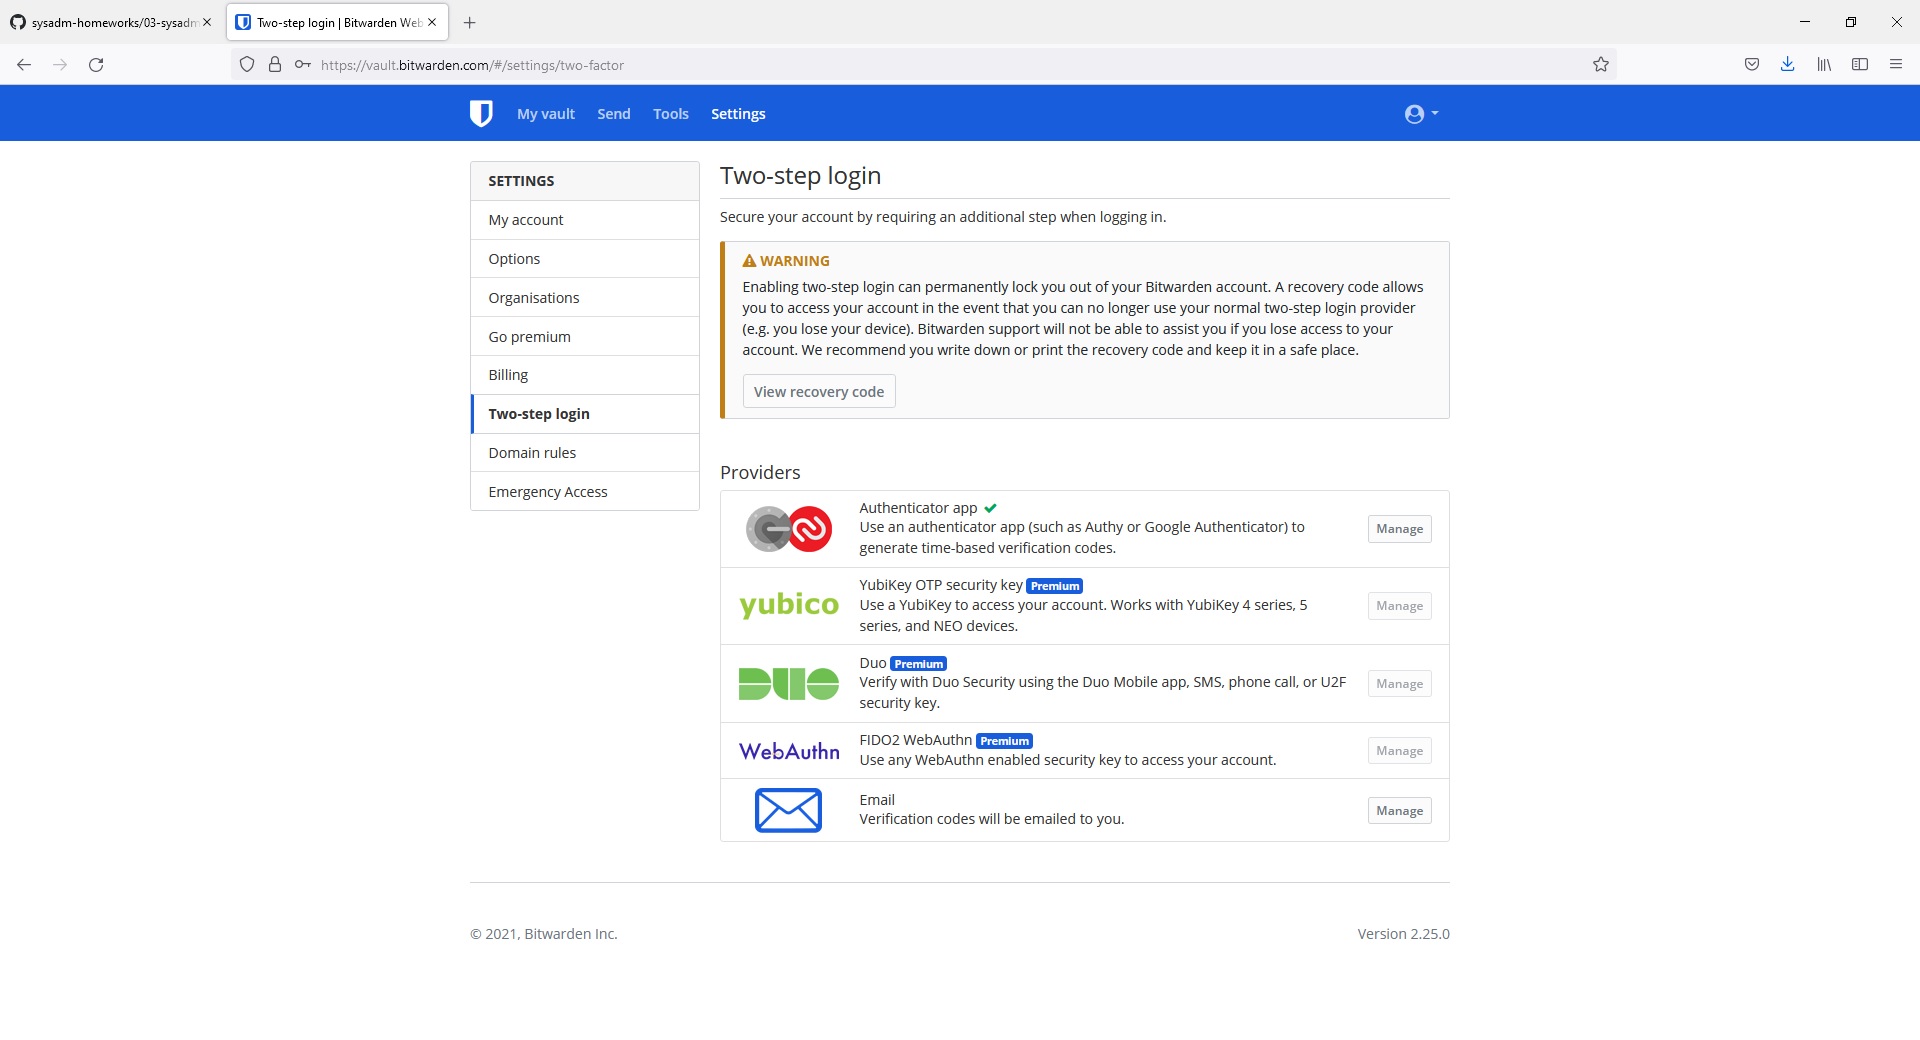 sysadm-homeworks/03-sysadm
Two-step login | Bitwarden Web
https://vault.bitwarden.com/#/settings/two-factor
My vault
Send
Tools
Settings
SETTINGS
My account
Options
Organisations
Go premium
Billing
Two-step login
Domain rules
Emergency Access
Two-step login
Secure your account by requiring an additional step when logging in.
WARNING
Enabling two-step login can permanently lock you out of your Bitwarden account. A recovery code allows
you to access your account in the event that you can no longer use your normal two-step login provider
(e.g. you lose your device). Bitwarden support will not be able to assist you if you lose access to your
account. We recommend you write down or print the recovery code and keep it in a safe place.
View recovery code
Providers
Authenticator app
Use an authenticator app (such as Authy or Google Authenticator) to
generate time-based verification codes.
Manage
yubico
YubiKey OTP security key Premium
Use a YubiKey to access your account. Works with YubiKey 4 series, 5
series, and NEO devices.
Manage
DUO
Duo Premium
Verify with Duo Security using the Duo Mobile app, SMS, phone call, or U2F
security key.
Manage
WebAuthn
FIDO2 WebAuthn Premium
Use any WebAuthn enabled security key to access your account.
Manage
Email
Verification codes will be emailed to you.
Manage
© 2021, Bitwarden Inc.
Version 2.25.0